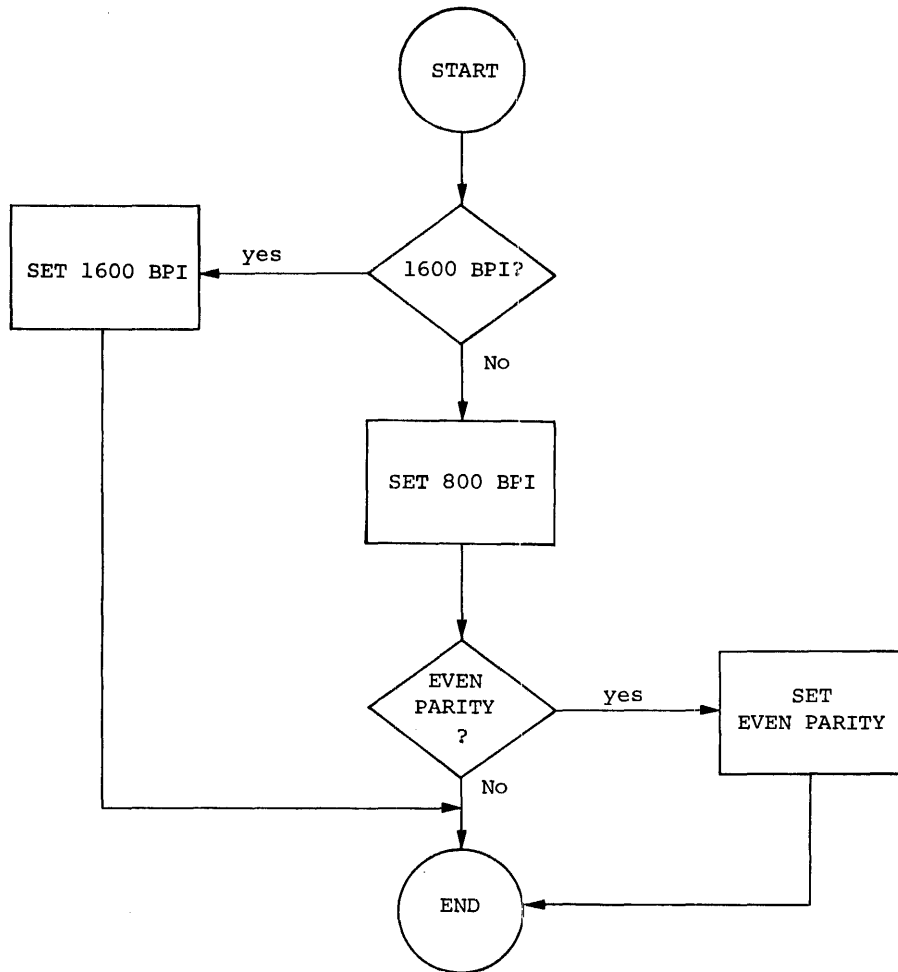 START
1600 BPI?
yes
SET 1600 BPI
No
SET 800 BPI
EVEN
PARITY
?
yes
SET
EVEN PARITY
No
END